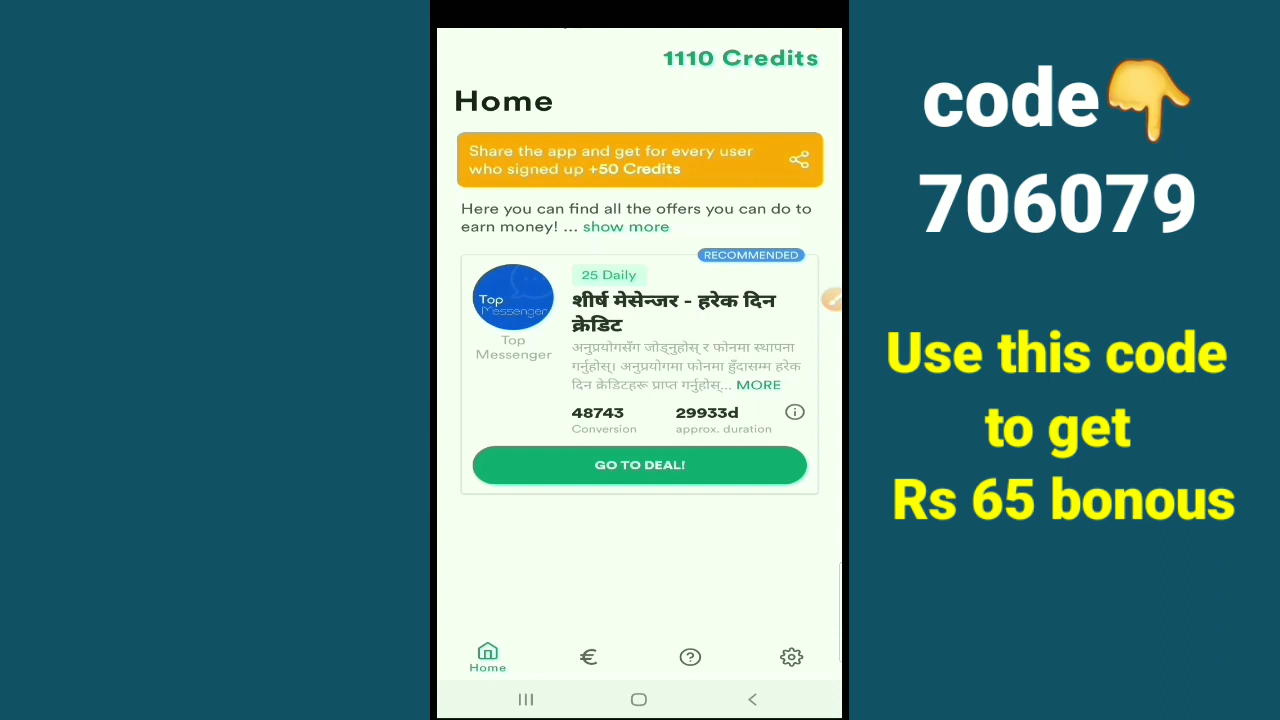 1110 Credits
Home
Share the app and get for every user
who signed up +50 Credits
Here you can find all the offers you can do to
earn money! ... show more
RECOMMENDED
25 Daily
शीर्ष मेसेन्जर - हरेक दिन
क्रेडिट
Top
Messenger
Top
Messenger
अनुप्रयोगसँग जोड्नुहोस् र फोनमा स्थापना
गर्नुहोस्। अनुप्रयोगमा फोनमा हुँदासम्म हरेक
दिन क्रेडिटहरू प्राप्त गर्नुहोस्... MORE
48743
Conversion
29933d
approx. duration
GO TO DEAL!
Home
code👇
706079
Use this code
to get
Rs 65 bonous